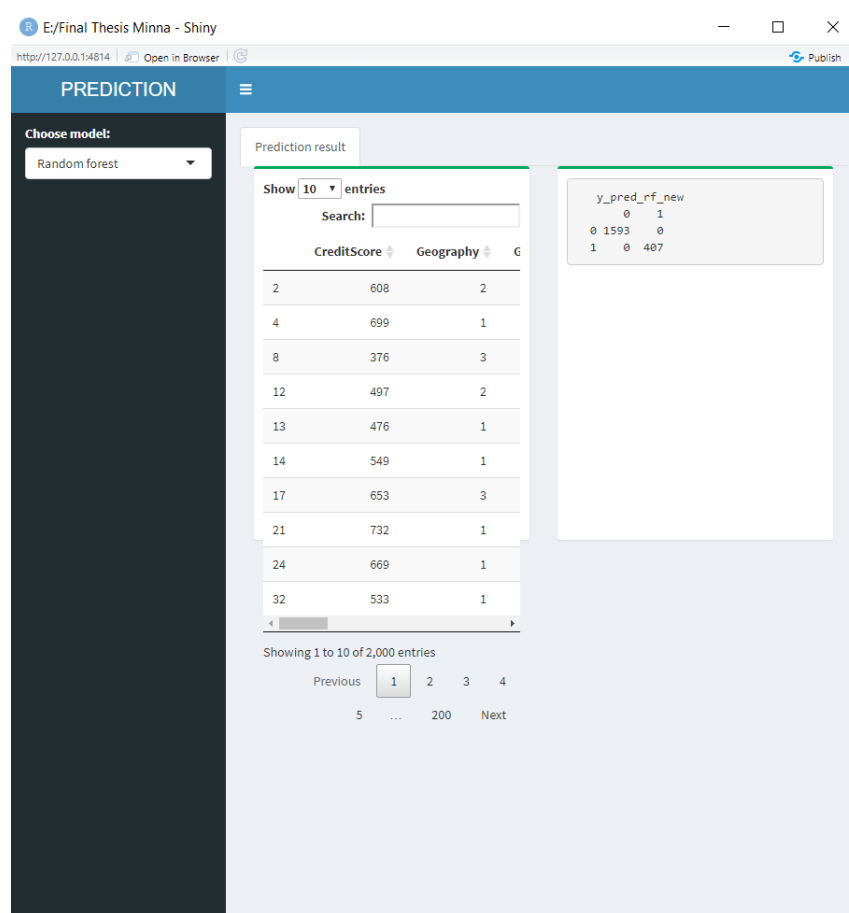 E:/Final Thesis Minna - Shiny
http://127.0.0.1:4814 Open in Browser Publish
PREDICTION
Choose model:
Random forest
Prediction result
Show 10 entries
Search:
CreditScore Geography G
2 608 2
4 699 1
8 376 3
12 497 2
13 476 1
14 549 1
17 653 3
21 732 1
24 669 1
32 533 1
Showing 1 to 10 of 2,000 entries
Previous 1 2 3 4
5 ... 200 Next
y_pred_rf_new
0 1
0 1593 0
1 0 407